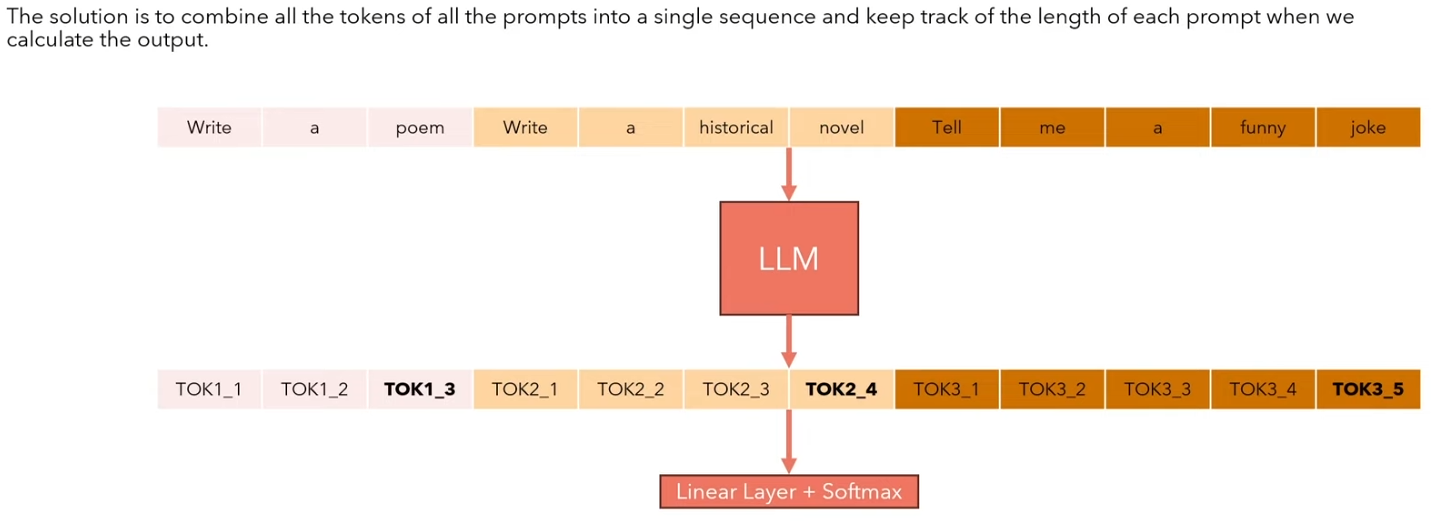 The solution is to combine all the tokens of all the prompts into a single sequence and keep track of the length of each prompt when we
calculate the output.
Write a poem Write a historical novel Tell me a funny joke
LLM
TOK1_1 TOK1_2 TOK1_3 TOK2_1 TOK2_2 TOK2_3 TOK2_4 TOK3_1 TOK3_2 TOK3_3 TOK3_4 TOK3_5
Linear Layer + Softmax